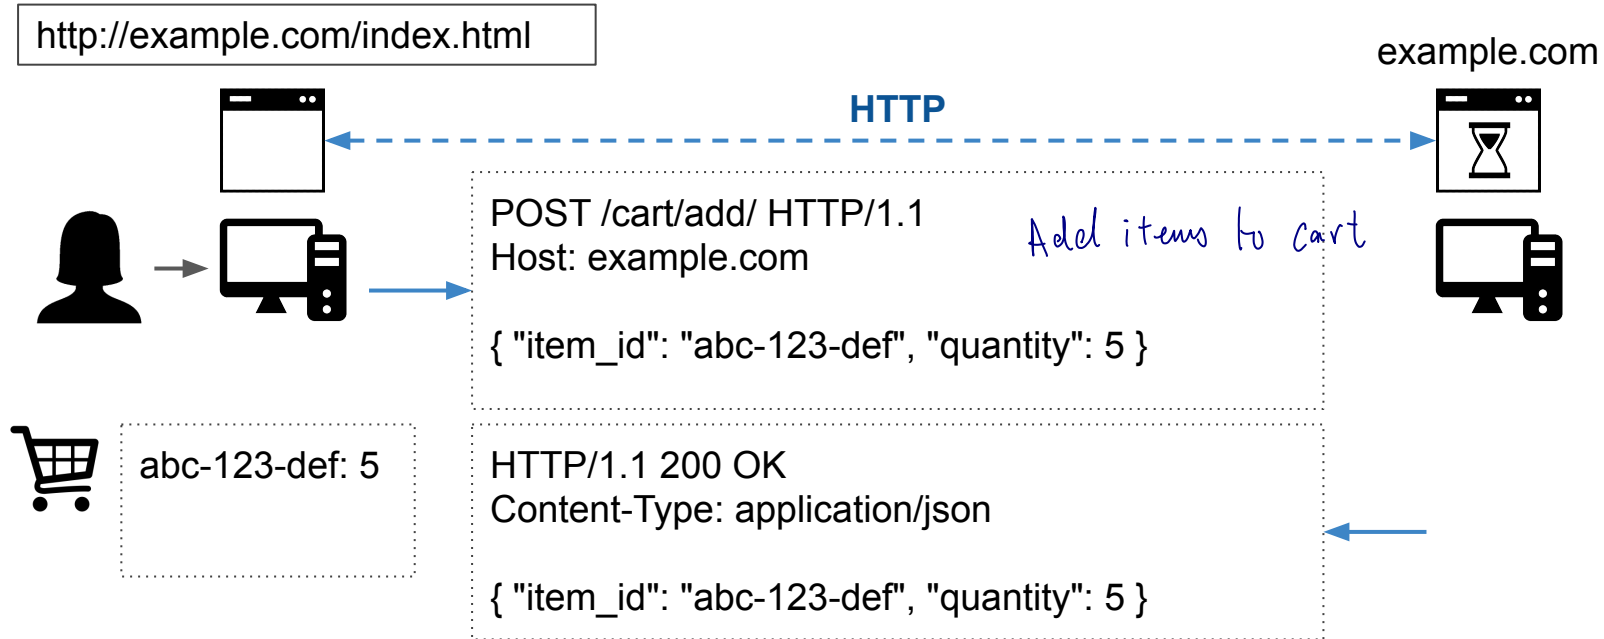 http://example.com/index.html
example.com
HTTP
POST /cart/add/ HTTP/1.1
Host: example.com
Add items to cart
{ "item_id": "abc-123-def", "quantity": 5 }
abc-123-def: 5
HTTP/1.1 200 OK
Content-Type: application/json
{ "item_id": "abc-123-def", "quantity": 5 }